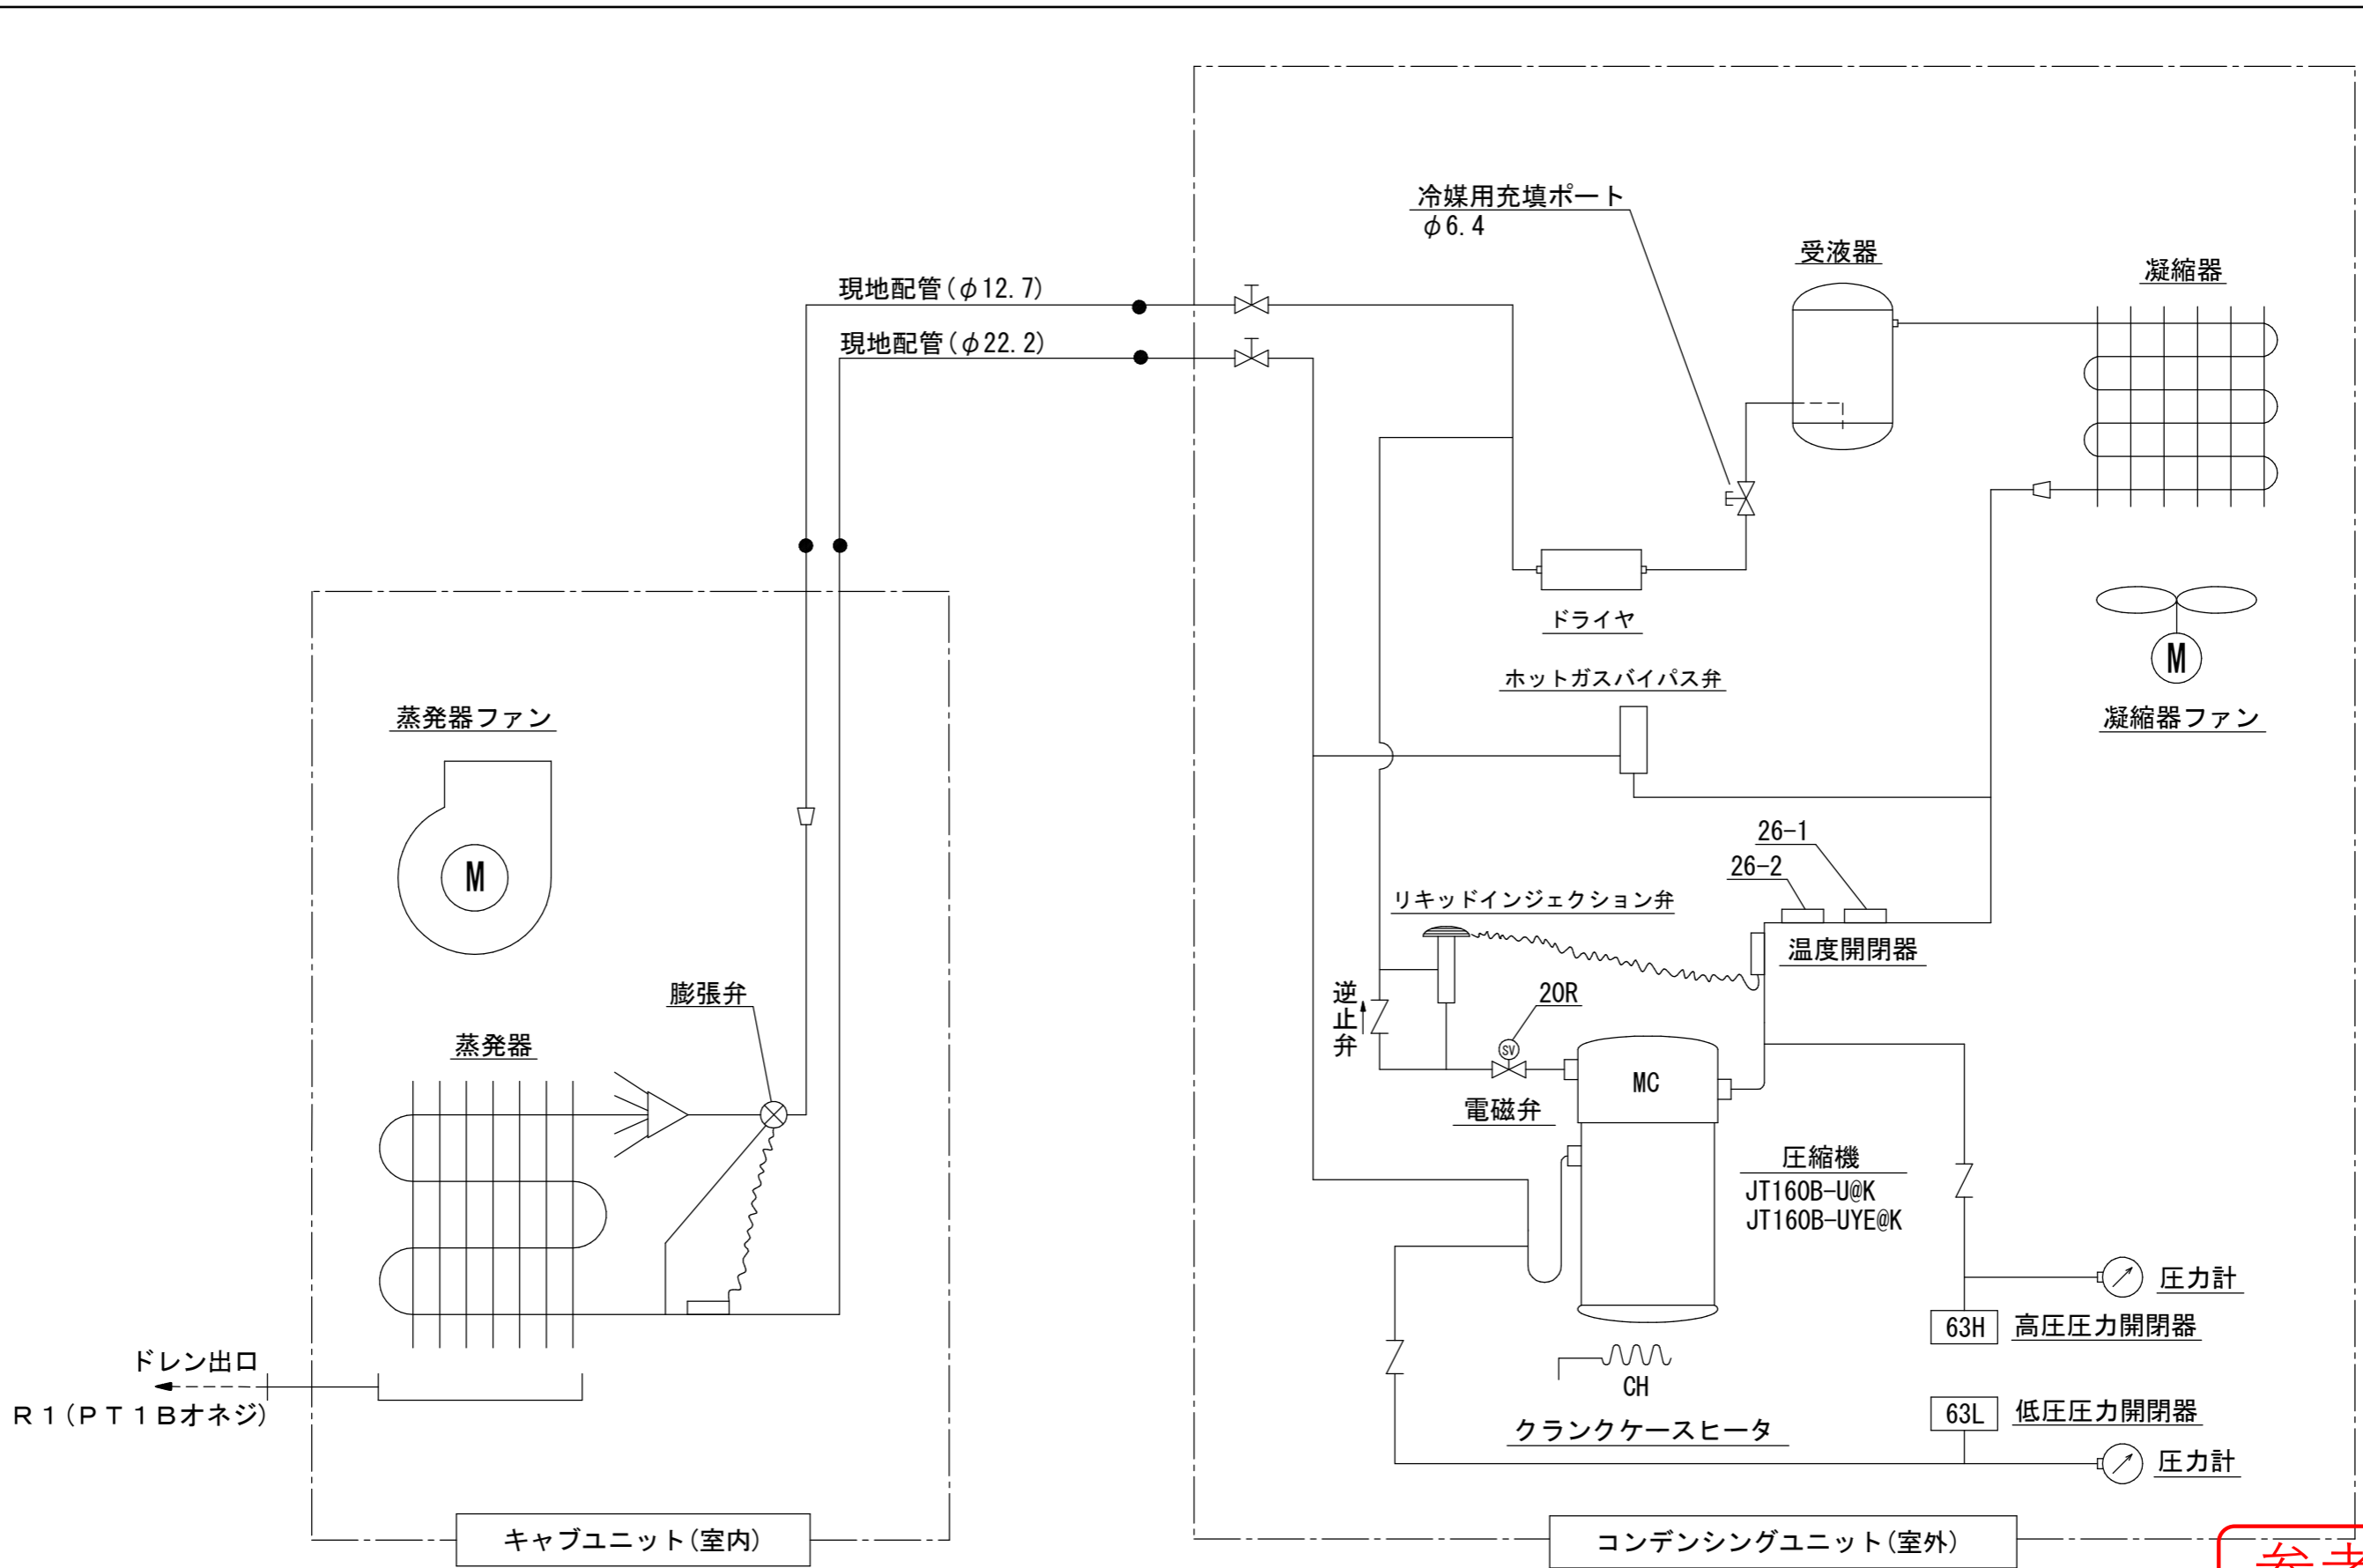 冷媒用充填ポート
φ6.4
受液器
凝縮器
現地配管(φ12.7)
現地配管(φ22.2)
ドライヤ
ホットガスバイパス弁
M
凝縮器ファン
蒸発器ファン
M
26-1
26-2
リキッドインジェクション弁
温度開閉器
膨張弁
逆止弁
20R
SV
蒸発器
MC
電磁弁
圧縮機
JT160B-U@K
JT160B-UYE@K
圧力計
63H 高圧圧力開閉器
ドレン出口
R1(PT1Bオネジ)
CH
クランクケースヒータ
63L 低圧圧力開閉器
圧力計
キャブユニット(室内)
コンデンシングユニット(室外)